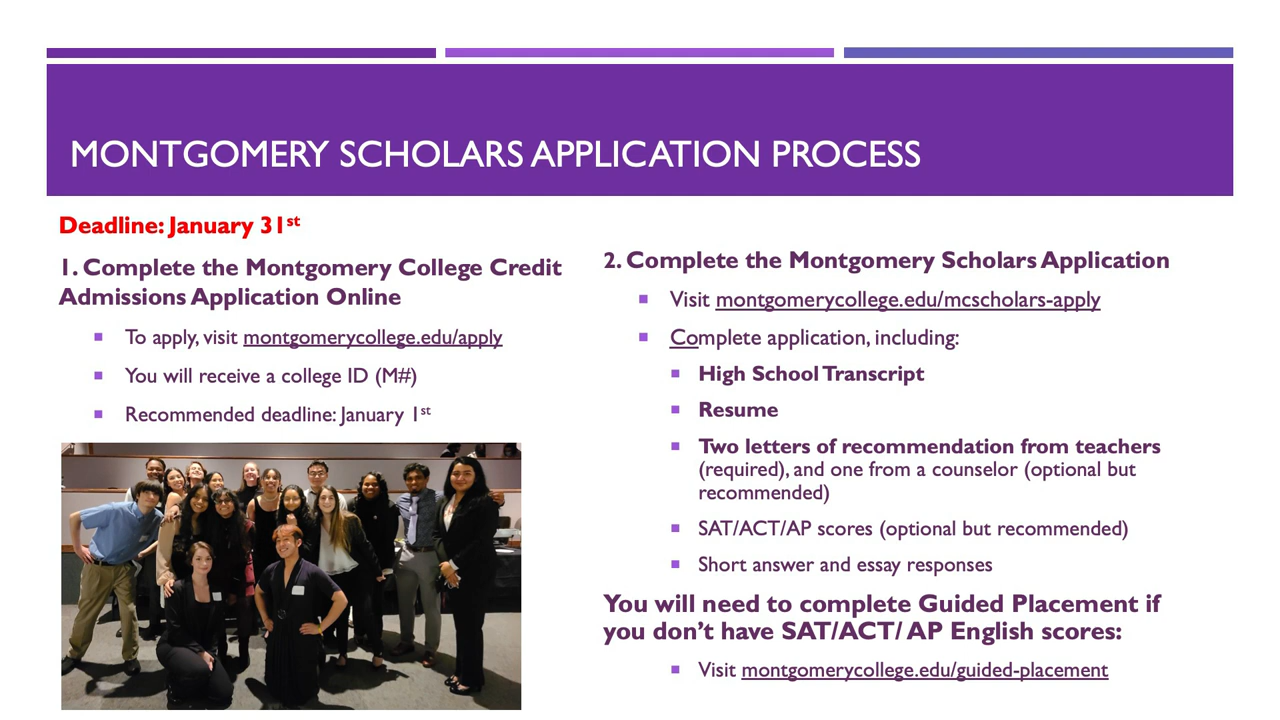 MONTGOMERY SCHOLARS APPLICATION PROCESS
Deadline: January 31st
1. Complete the Montgomery College Credit
Admissions Application Online
To apply, visit montgomerycollege.edu/apply
You will receive a college ID (M#)
Recommended deadline: January 1st
2. Complete the Montgomery Scholars Application
Visit montgomerycollege.edu/mcscholars-apply
Complete application, including:
High School Transcript
Resume
Two letters of recommendation from teachers
(required), and one from a counselor (optional but
recommended)
SAT/ACT/AP scores (optional but recommended)
Short answer and essay responses
You will need to complete Guided Placement if
you don’t have SAT/ACT/ AP English scores:
Visit montgomerycollege.edu/guided-placement